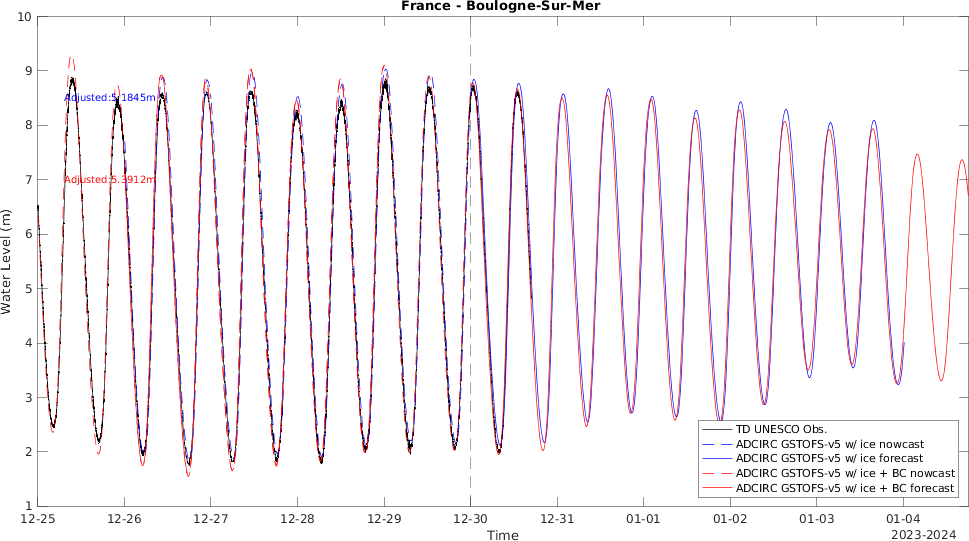 France - Boulogne-Sur-Mer
10
9
8
7
6
5
4
3
2
1
Water Level (m)
Adjusted:5.1845m
Adjusted:5.3912m
TD UNESCO Obs.
ADCIRC GSTOFS-v5 w/ ice nowcast
ADCIRC GSTOFS-v5 w/ ice forecast
ADCIRC GSTOFS-v5 w/ ice + BC nowcast
ADCIRC GSTOFS-v5 w/ ice + BC forecast
12-25 12-26 12-27 12-28 12-29 12-30 12-31 01-01 01-02 01-03 01-04
Time
2023-2024